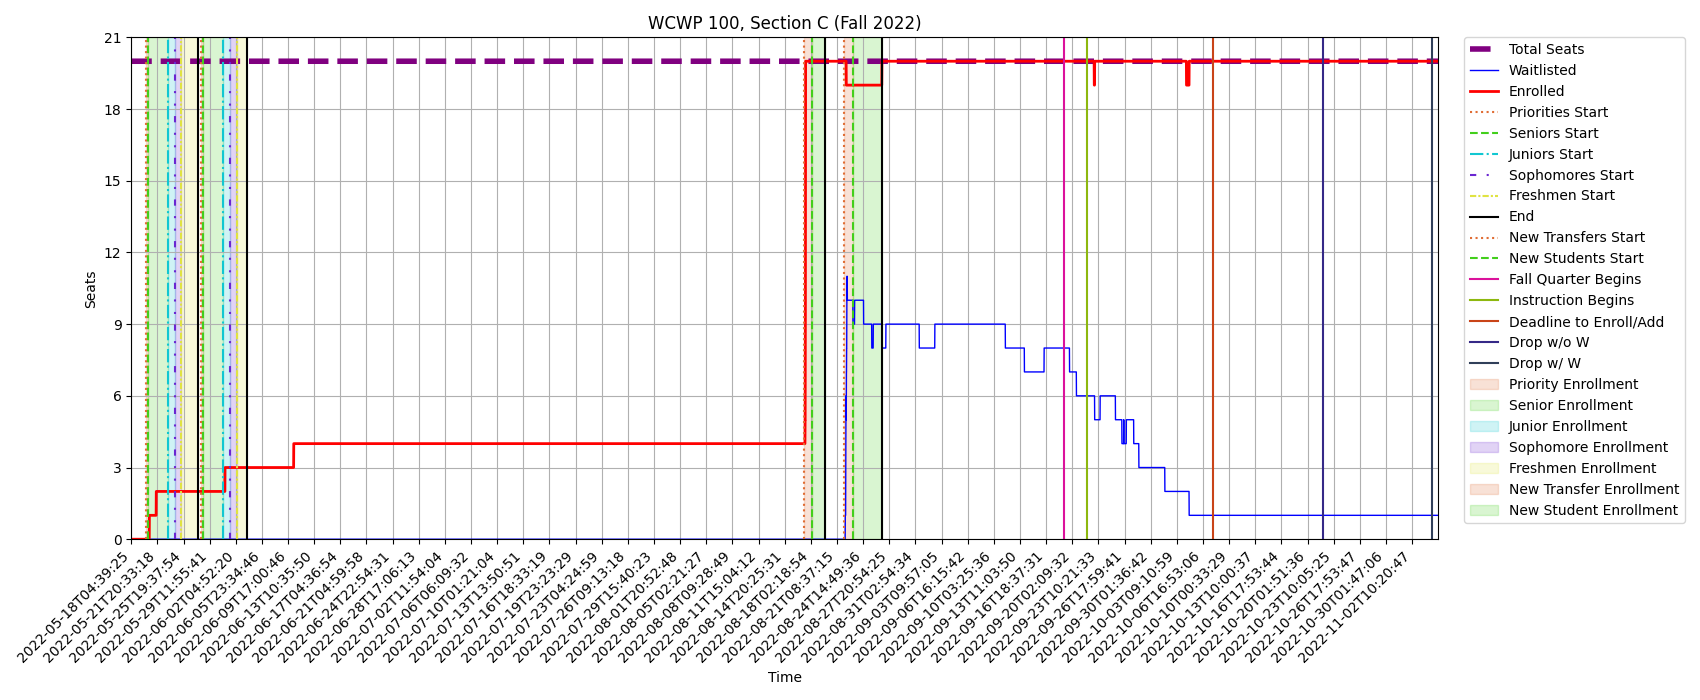 WCWP 100, Section C (Fall 2022)
21
18
15
12
9
6
3
0
Seats
2022-05-18T04:39:25
2022-05-21T20:33:18
2022-05-25T19:37:54
2022-05-29T11:55:41
2022-06-02T04:52:20
2022-06-05T23:34:46
2022-06-09T17:00:46
2022-06-13T10:35:50
2022-06-17T04:36:54
2022-06-21T04:59:58
2022-06-24T22:54:31
2022-06-28T17:06:13
2022-07-02T11:54:04
2022-07-06T06:09:32
2022-07-10T01:21:04
2022-07-13T13:50:51
2022-07-16T18:33:19
2022-07-19T23:23:29
2022-07-23T04:24:59
2022-07-26T09:13:18
2022-07-29T15:40:23
2022-08-01T20:52:48
2022-08-05T02:21:27
2022-08-08T09:28:49
2022-08-11T15:04:12
2022-08-14T20:25:31
2022-08-18T02:18:54
2022-08-21T08:37:15
2022-08-24T14:49:36
2022-08-27T20:54:25
2022-08-31T02:54:34
2022-09-03T09:57:05
2022-09-06T16:15:42
2022-09-10T03:25:36
2022-09-13T11:03:50
2022-09-16T18:37:31
2022-09-20T02:09:32
2022-09-23T10:21:33
2022-09-26T17:59:41
2022-09-30T01:36:42
2022-10-03T09:10:59
2022-10-06T16:53:06
2022-10-10T00:33:29
2022-10-13T10:00:37
2022-10-16T17:53:44
2022-10-20T01:51:36
2022-10-23T10:05:25
2022-10-26T17:53:47
2022-10-30T01:47:06
2022-11-02T10:20:47
Time
Total Seats
Waitlisted
Enrolled
Priorities Start
Seniors Start
Juniors Start
Sophomores Start
Freshmen Start
End
New Transfers Start
New Students Start
Fall Quarter Begins
Instruction Begins
Deadline to Enroll/Add
Drop w/o W
Drop w/ W
Priority Enrollment
Senior Enrollment
Junior Enrollment
Sophomore Enrollment
Freshmen Enrollment
New Transfer Enrollment
New Student Enrollment